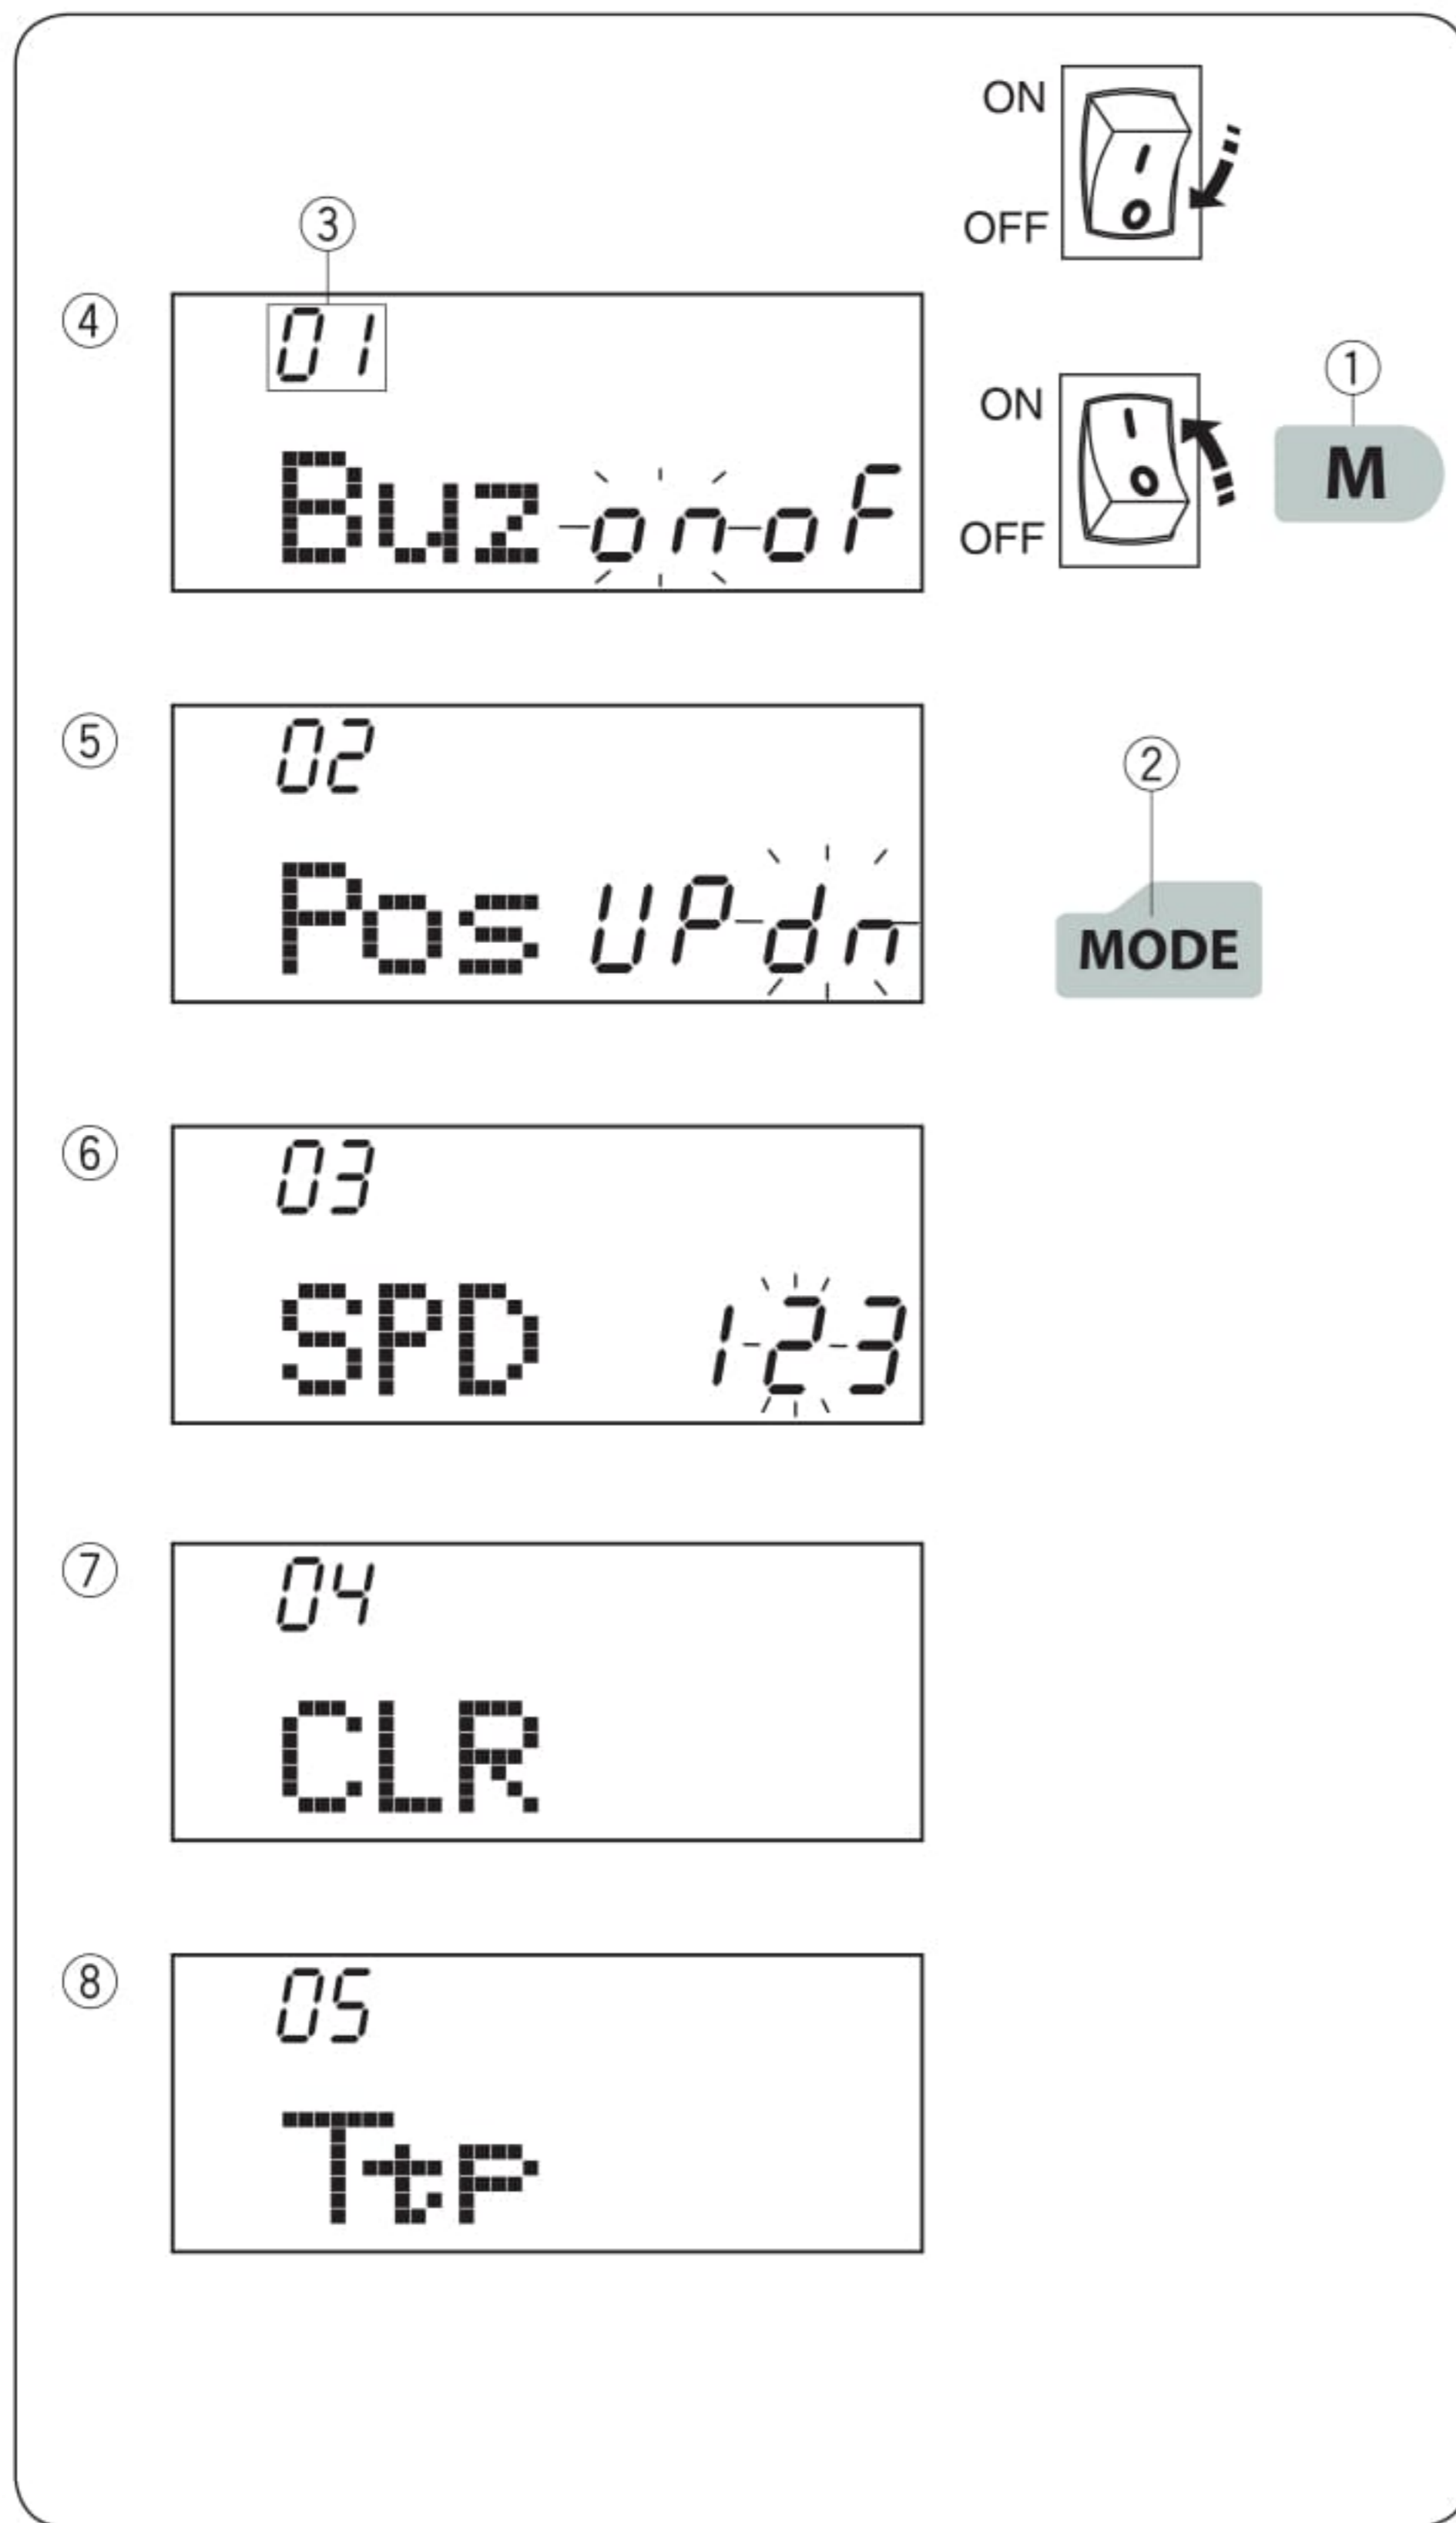 ON
I
O
OFF
③
④
01
Buz -on-oF
ON
I
O
OFF
①
M
⑤
02
Pos UP-dn-
②
MODE
⑥
03
SPD 1-2-3
⑦
04
CLR
⑧
05
Ttp